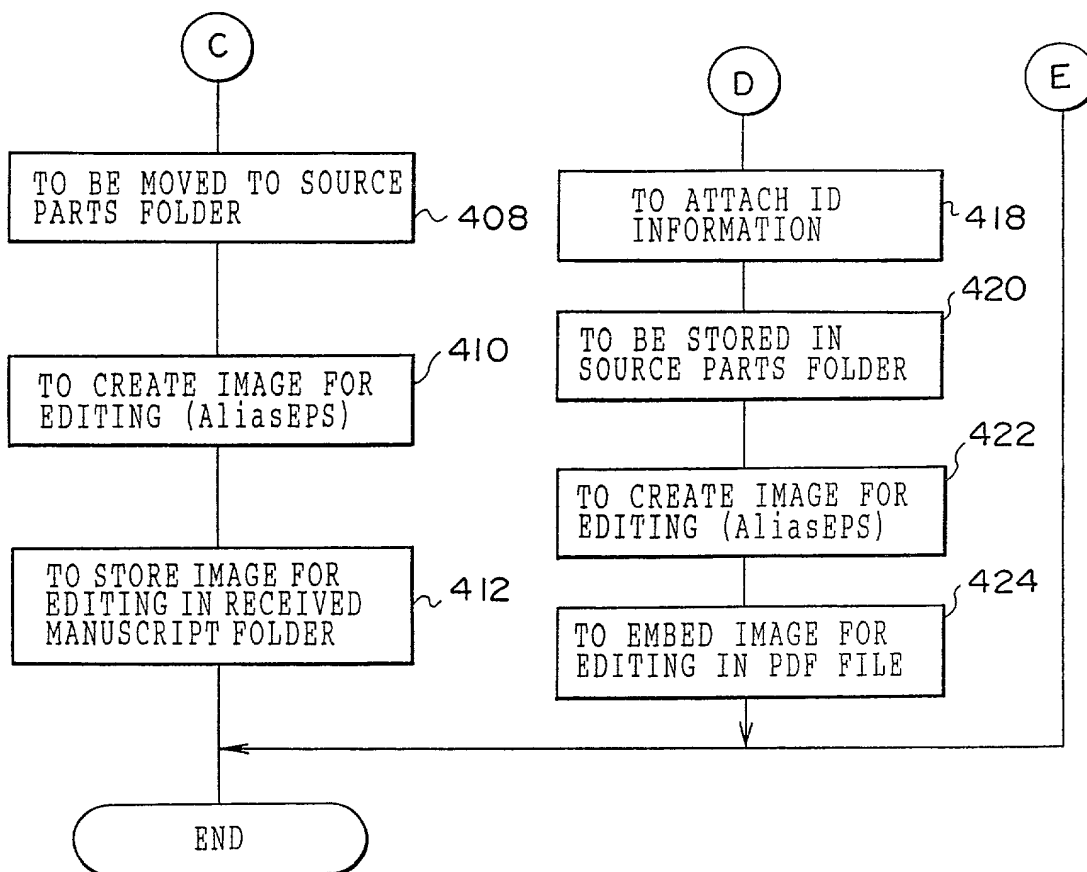 C
D
E
TO BE MOVED TO SOURCE
PARTS FOLDER
408
TO ATTACH ID
INFORMATION
418
420
TO BE STORED IN
SOURCE PARTS FOLDER
410
TO CREATE IMAGE FOR
EDITING (AliasEPS)
422
TO CREATE IMAGE FOR
EDITING (AliasEPS)
TO STORE IMAGE FOR
EDITING IN RECEIVED
MANUSCRIPT FOLDER
412
424
TO EMBED IMAGE FOR
EDITING IN PDF FILE
END